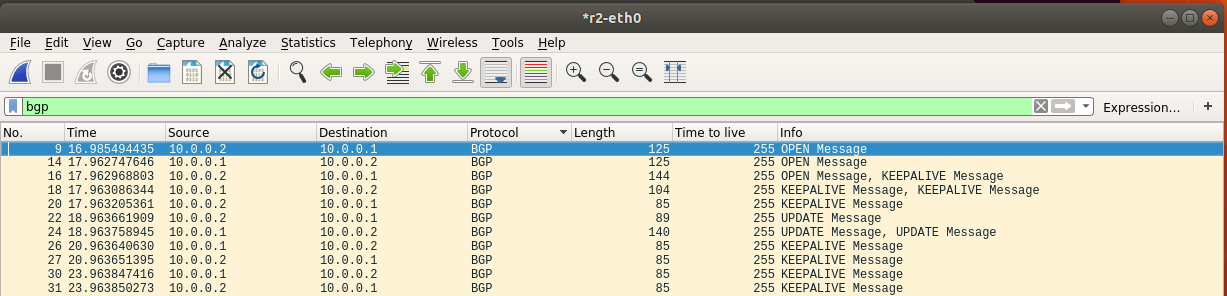 *r2-eth0
File Edit View Go Capture Analyze Statistics Telephony Wireless Tools Help
bgp Expression... +
No. Time Source Destination Protocol Length Time to live Info
9 16.985494435 10.0.0.2 10.0.0.1 BGP 125 255 OPEN Message
14 17.962747646 10.0.0.1 10.0.0.2 BGP 125 255 OPEN Message
16 17.962968803 10.0.0.2 10.0.0.1 BGP 144 255 OPEN Message, KEEPALIVE Message
18 17.963086344 10.0.0.1 10.0.0.2 BGP 104 255 KEEPALIVE Message, KEEPALIVE Message
20 17.963205361 10.0.0.2 10.0.0.1 BGP 85 255 KEEPALIVE Message
22 18.963661909 10.0.0.2 10.0.0.1 BGP 89 255 UPDATE Message
24 18.963758945 10.0.0.1 10.0.0.2 BGP 140 255 UPDATE Message, UPDATE Message
26 20.963640630 10.0.0.1 10.0.0.2 BGP 85 255 KEEPALIVE Message
27 20.963651395 10.0.0.2 10.0.0.1 BGP 85 255 KEEPALIVE Message
30 23.963847416 10.0.0.1 10.0.0.2 BGP 85 255 KEEPALIVE Message
31 23.963850273 10.0.0.2 10.0.0.1 BGP 85 255 KEEPALIVE Message